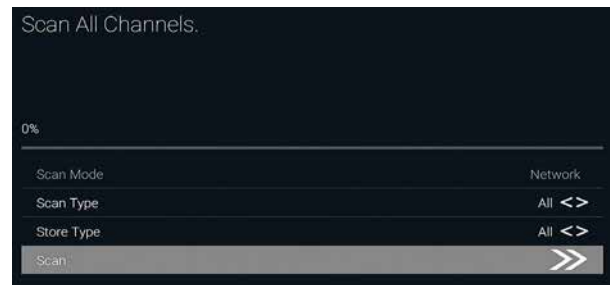 Scan All Channels.
0%
Scan Mode Network
Scan Type All <>
Store Type All <>
Scan